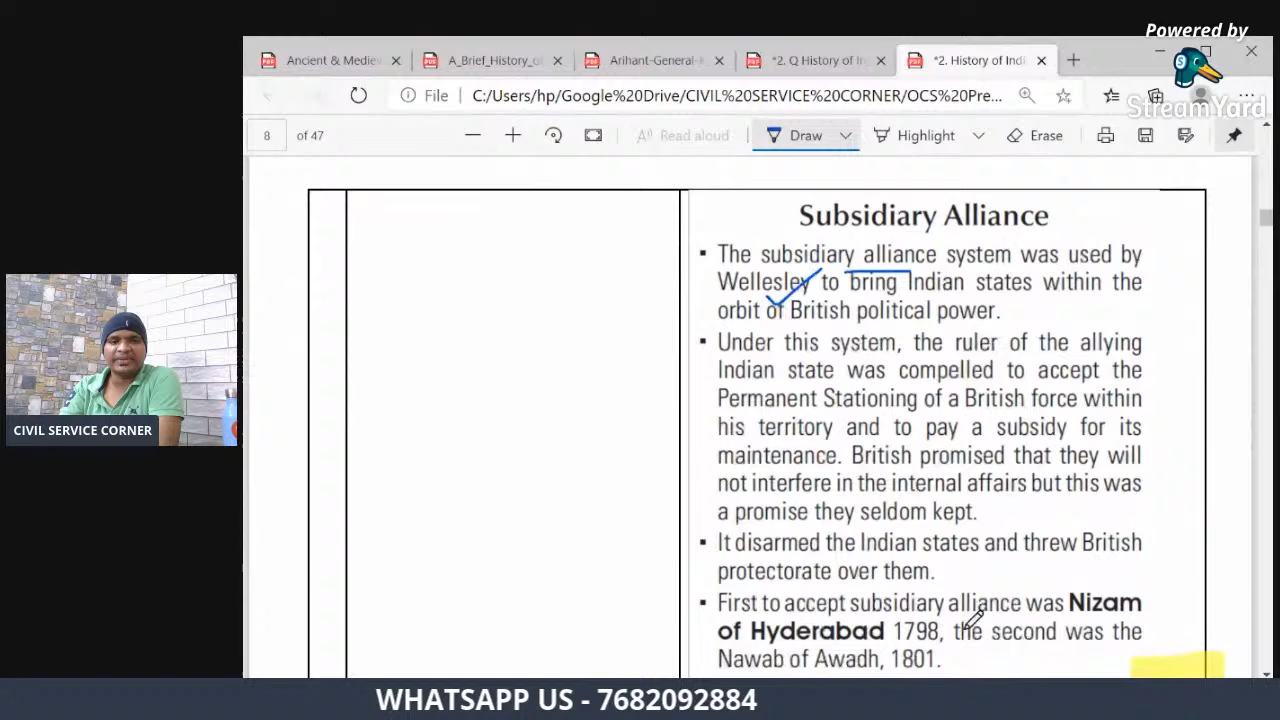 Powered by
StreamYard
Ancient & Mediev
A_Brief_History_o
Arihant-General-K
*2. Q History of In
*2. History of Indi
File
C:/Users/hp/Google%20Drive/CIVIL%20SERVICE%20CORNER/OCS%20Pre...
8 of 47
Read aloud
Draw
Highlight
Erase
Subsidiary Alliance
▪ The subsidiary alliance system was used by
Wellesley to bring Indian states within the
orbit of British political power.
▪ Under this system, the ruler of the allying
Indian state was compelled to accept the
Permanent Stationing of a British force within
his territory and to pay a subsidy for its
maintenance. British promised that they will
not interfere in the internal affairs but this was
a promise they seldom kept.
▪ It disarmed the Indian states and threw British
protectorate over them.
▪ First to accept subsidiary alliance was Nizam
of Hyderabad 1798, the second was the
Nawab of Awadh, 1801.
CIVIL SERVICE CORNER
WHATSAPP US - 7682092884